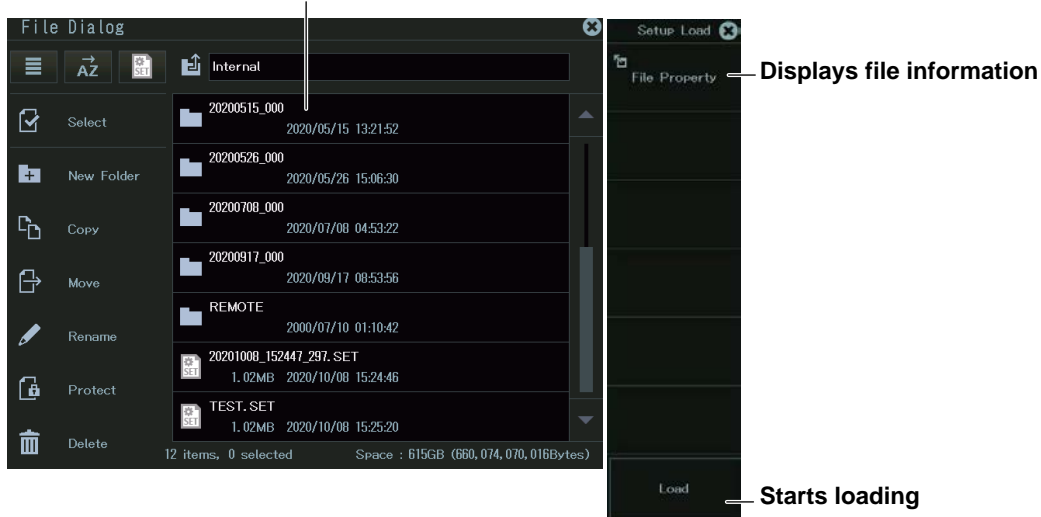 File Dialog
AZ
SET
Internal
Select
New Folder
Copy
Move
Rename
Protect
Delete
20200515_000
2020/05/15 13:21:52
20200526_000
2020/05/26 15:06:30
20200708_000
2020/07/08 04:53:22
20200917_000
2020/09/17 08:53:56
REMOTE
2000/07/10 01:10:42
SET
20201008_152447_297.SET
1.02MB 2020/10/08 15:24:46
SET
TEST.SET
1.02MB 2020/10/08 15:25:20
12 items, 0 selected
Space : 615GB (660,074,070,016Bytes)
Setup Load
File Property
Displays file information
Load
Starts loading